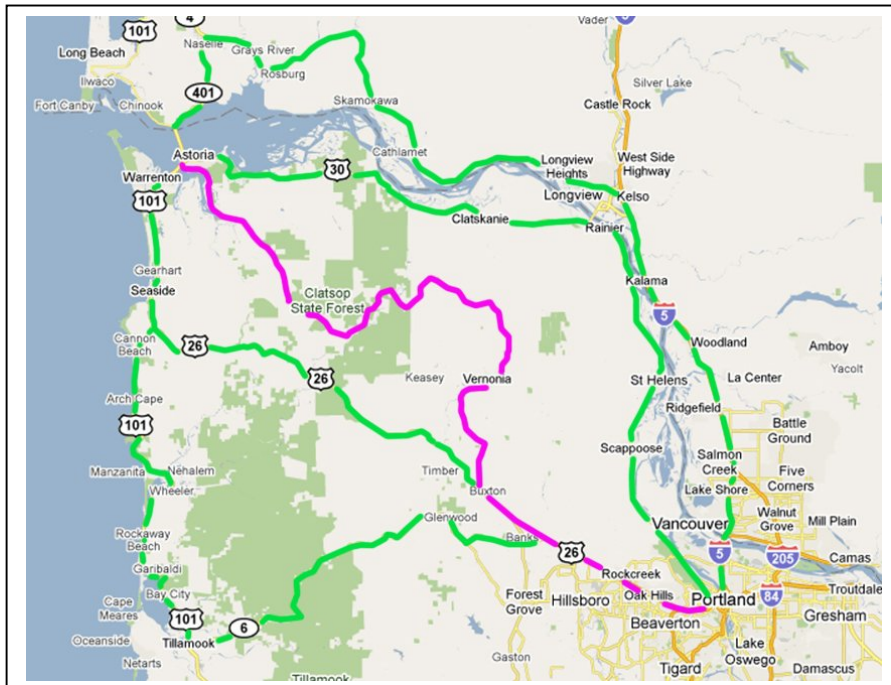 4
5
101
Naselle
Vader
Grays River
Long Beach
Rosburg
Silver Lake
Ilwaco
401
Castle Rock
Fort Canby
Chinook
Skamokawa
Cathlamet
Longview
Heights
West Side
Highway
Astoria
30
Warrenton
101
Longview
Kelso
Clatskanie
Rainier
Gearhart
Kalama
Seaside
Clatsop
State Forest
5
Cannon
Beach
26
Woodland
Amboy
26
Keasey
Vernonia
St Helens
La Center
Yacolt
Arch Cape
Ridgefield
101
Battle
Ground
Scappoose
Salmon
Creek
Manzanita
Nehalem
Timber
Five
Corners
Wheeler
Buxton
Lake Shore
Glenwood
Walnut
Grove
Mill Plain
Rockaway
Beach
Banks
Vancouver
26
5
205
Camas
Garibaldi
Rockcreek
Bay City
Forest
Grove
Hillsboro
Oak Hills
Portland
84
Troutdale
Cape
Meares
101
6
Beaverton
Gresham
Oceanside
Tillamook
Lake
Oswego
Netarts
Gaston
Tillamook
Tigard
Damascus